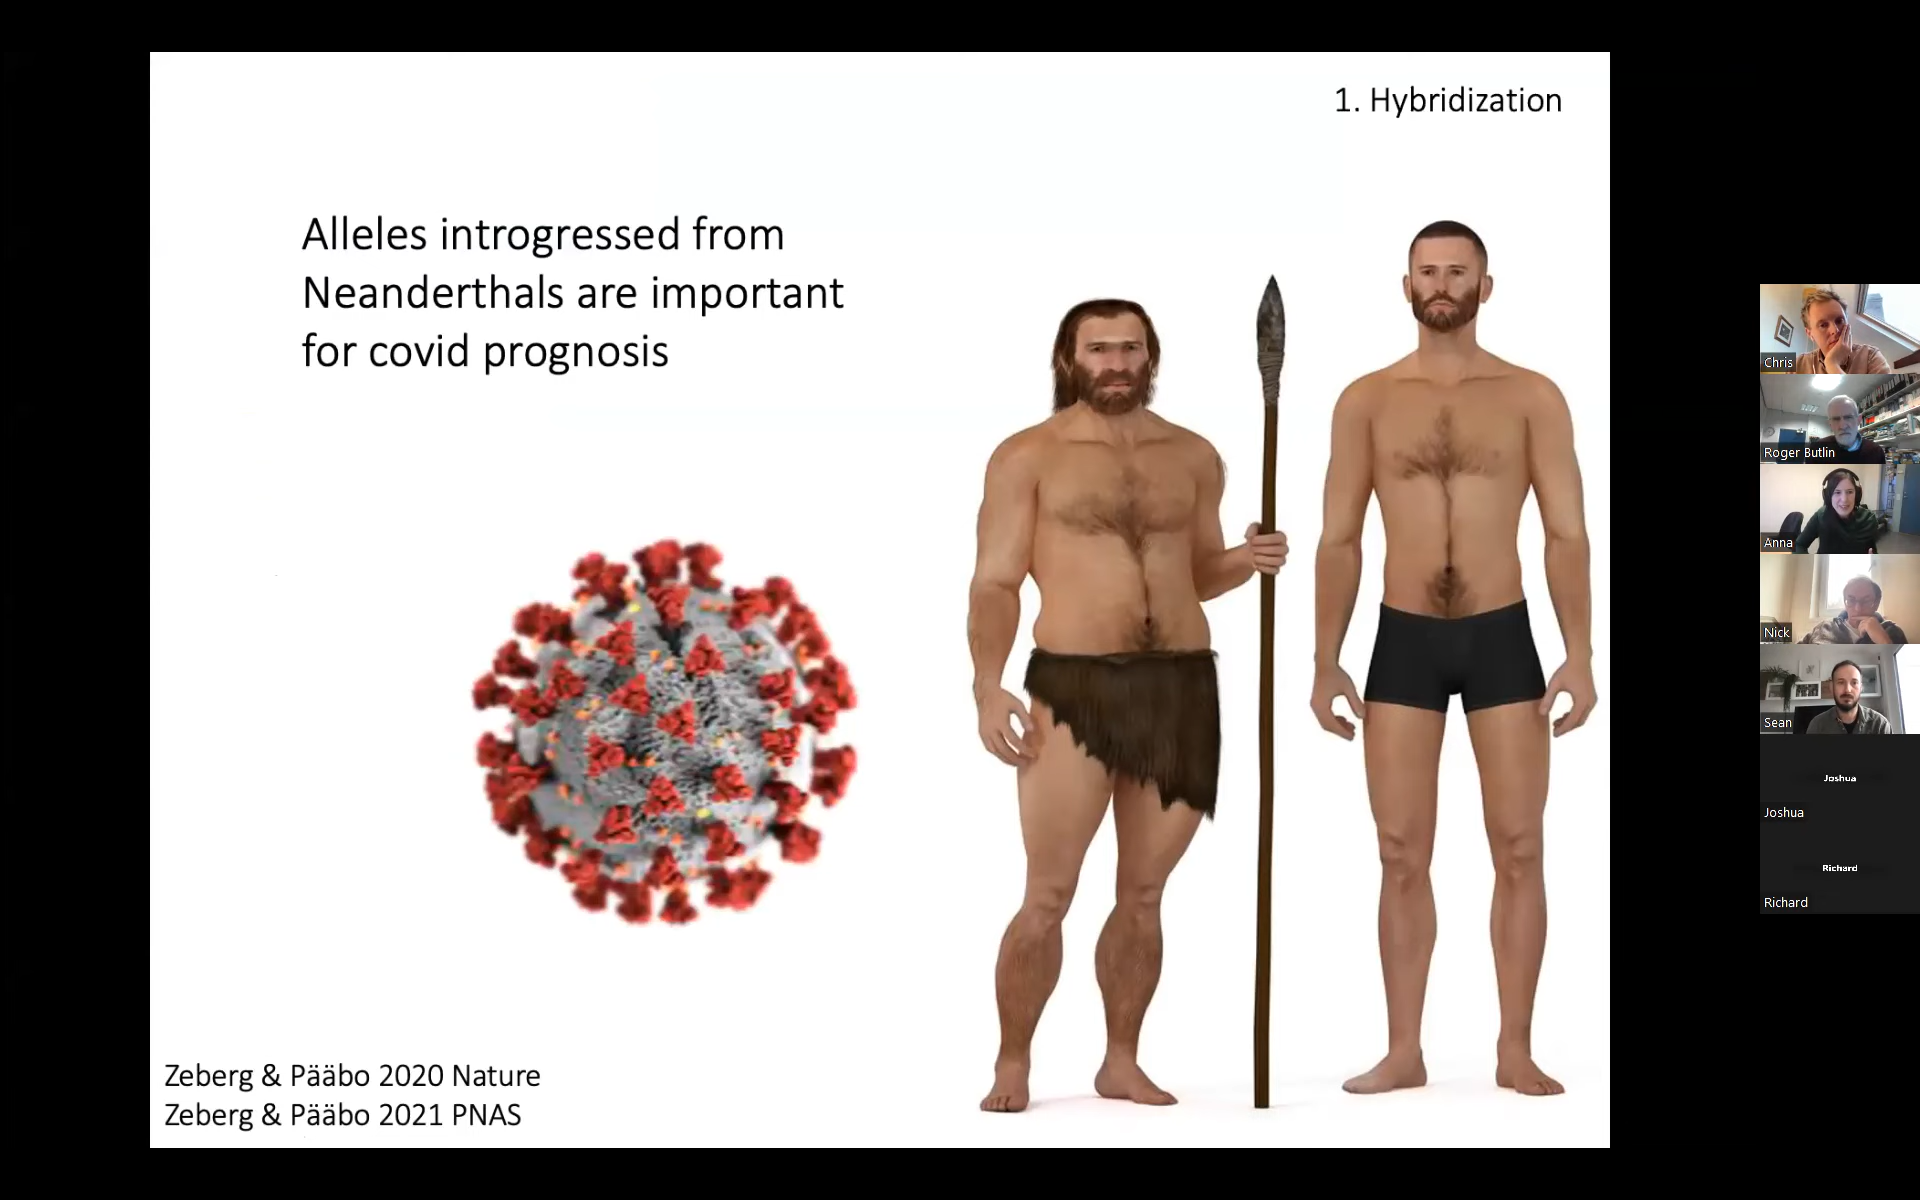 1. Hybridization
Alleles introgressed from
Neanderthals are important
for covid prognosis
Zeberg & Pääbo 2020 Nature
Zeberg & Pääbo 2021 PNAS
Chris
Roger Butlin
Anna
Nick
Sean
Joshua
Joshua
Richard
Richard